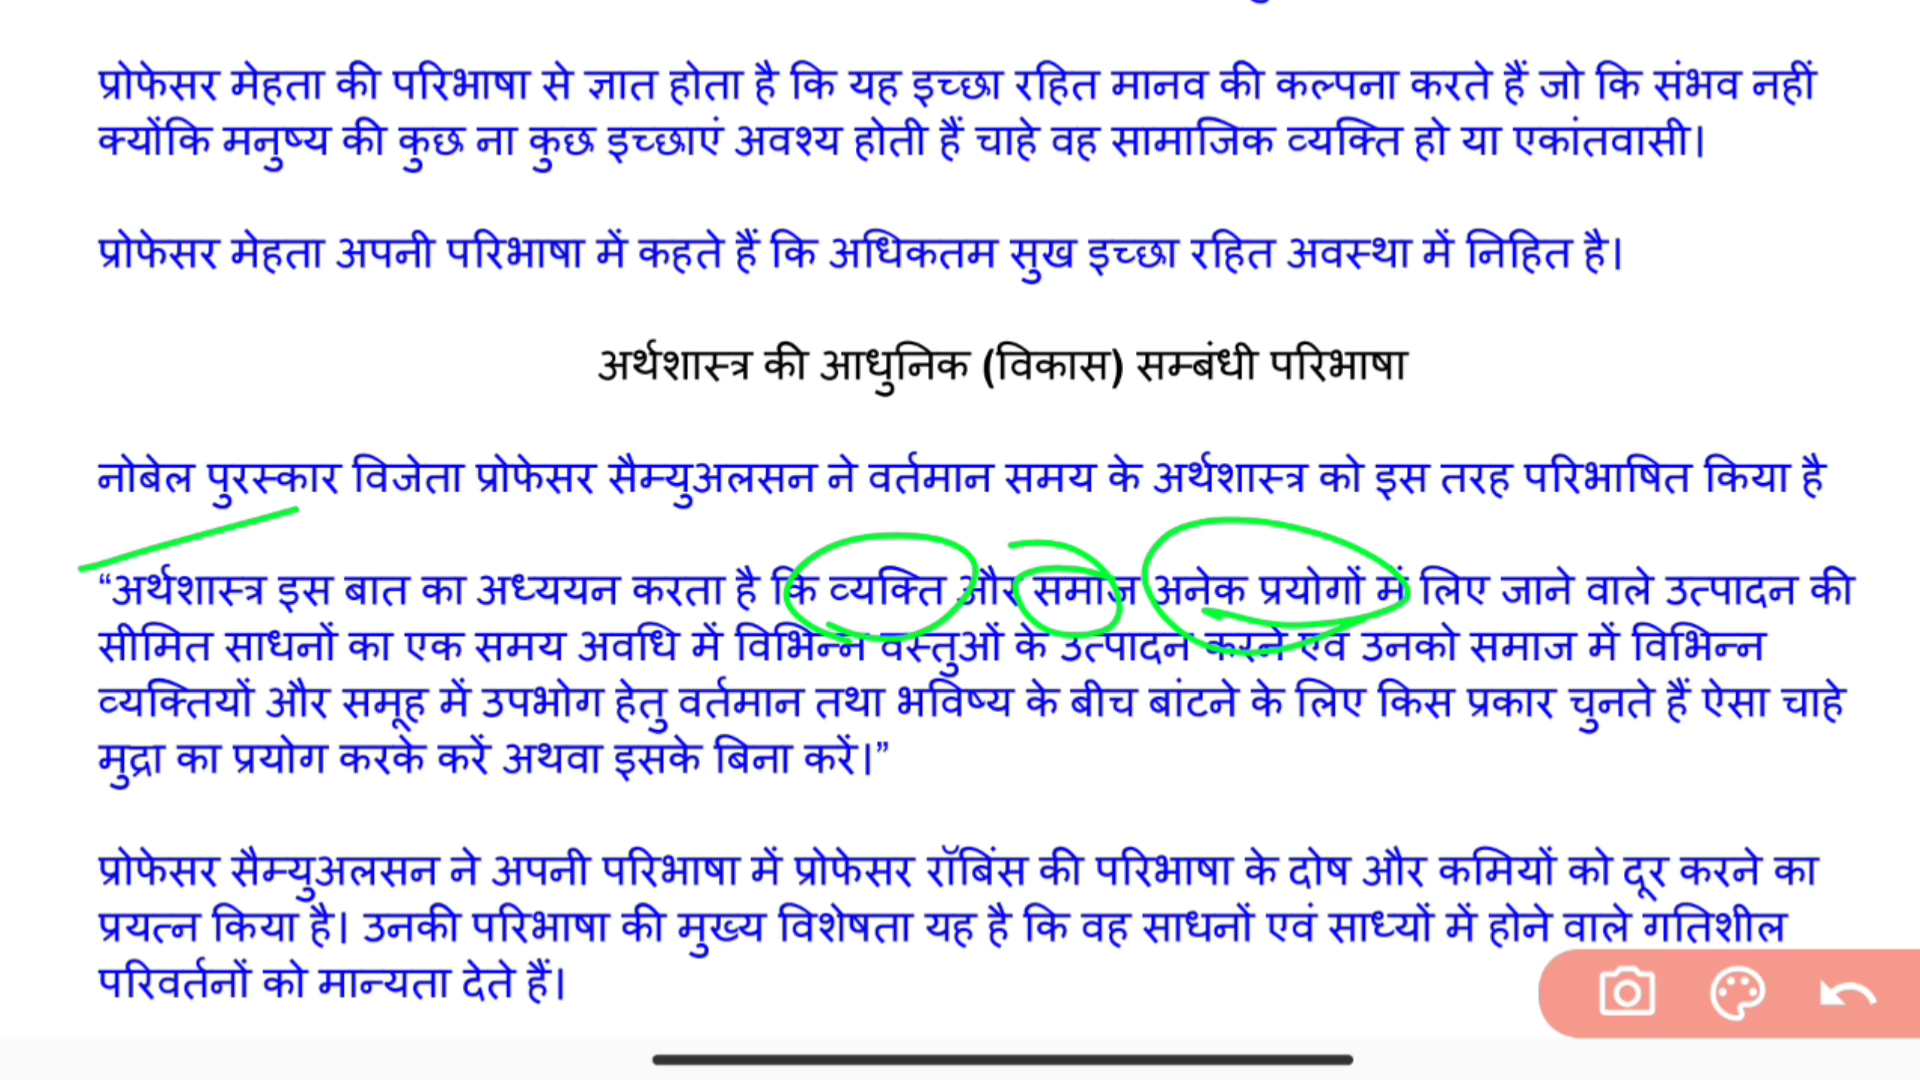 प्रोफेसर मेहता की परिभाषा से ज्ञात होता है कि यह इच्छा रहित मानव की कल्पना करते हैं जो कि संभव नहीं
क्योंकि मनुष्य की कुछ ना कुछ इच्छाएं अवश्य होती हैं चाहे वह सामाजिक व्यक्ति हो या एकांतवासी।
प्रोफेसर मेहता अपनी परिभाषा में कहते हैं कि अधिकतम सुख इच्छा रहित अवस्था में निहित है।
अर्थशास्त्र की आधुनिक (विकास) सम्बंधी परिभाषा
नोबेल पुरस्कार विजेता प्रोफेसर सैम्युअलसन ने वर्तमान समय के अर्थशास्त्र को इस तरह परिभाषित किया है
“अर्थशास्त्र इस बात का अध्ययन करता है कि व्यक्ति और समाज अनेक प्रयोगों में लिए जाने वाले उत्पादन की
सीमित साधनों का एक समय अवधि में विभिन्न वस्तुओं के उत्पादन करने एवं उनको समाज में विभिन्न
व्यक्तियों और समूह में उपभोग हेतु वर्तमान तथा भविष्य के बीच बांटने के लिए किस प्रकार चुनते हैं ऐसा चाहे
मुद्रा का प्रयोग करके करें अथवा इसके बिना करें।”
प्रोफेसर सैम्युअलसन ने अपनी परिभाषा में प्रोफेसर रॉबिंस की परिभाषा के दोष और कमियों को दूर करने का
प्रयत्न किया है। उनकी परिभाषा की मुख्य विशेषता यह है कि वह साधनों एवं साध्यों में होने वाले गतिशील
परिवर्तनों को मान्यता देते हैं।